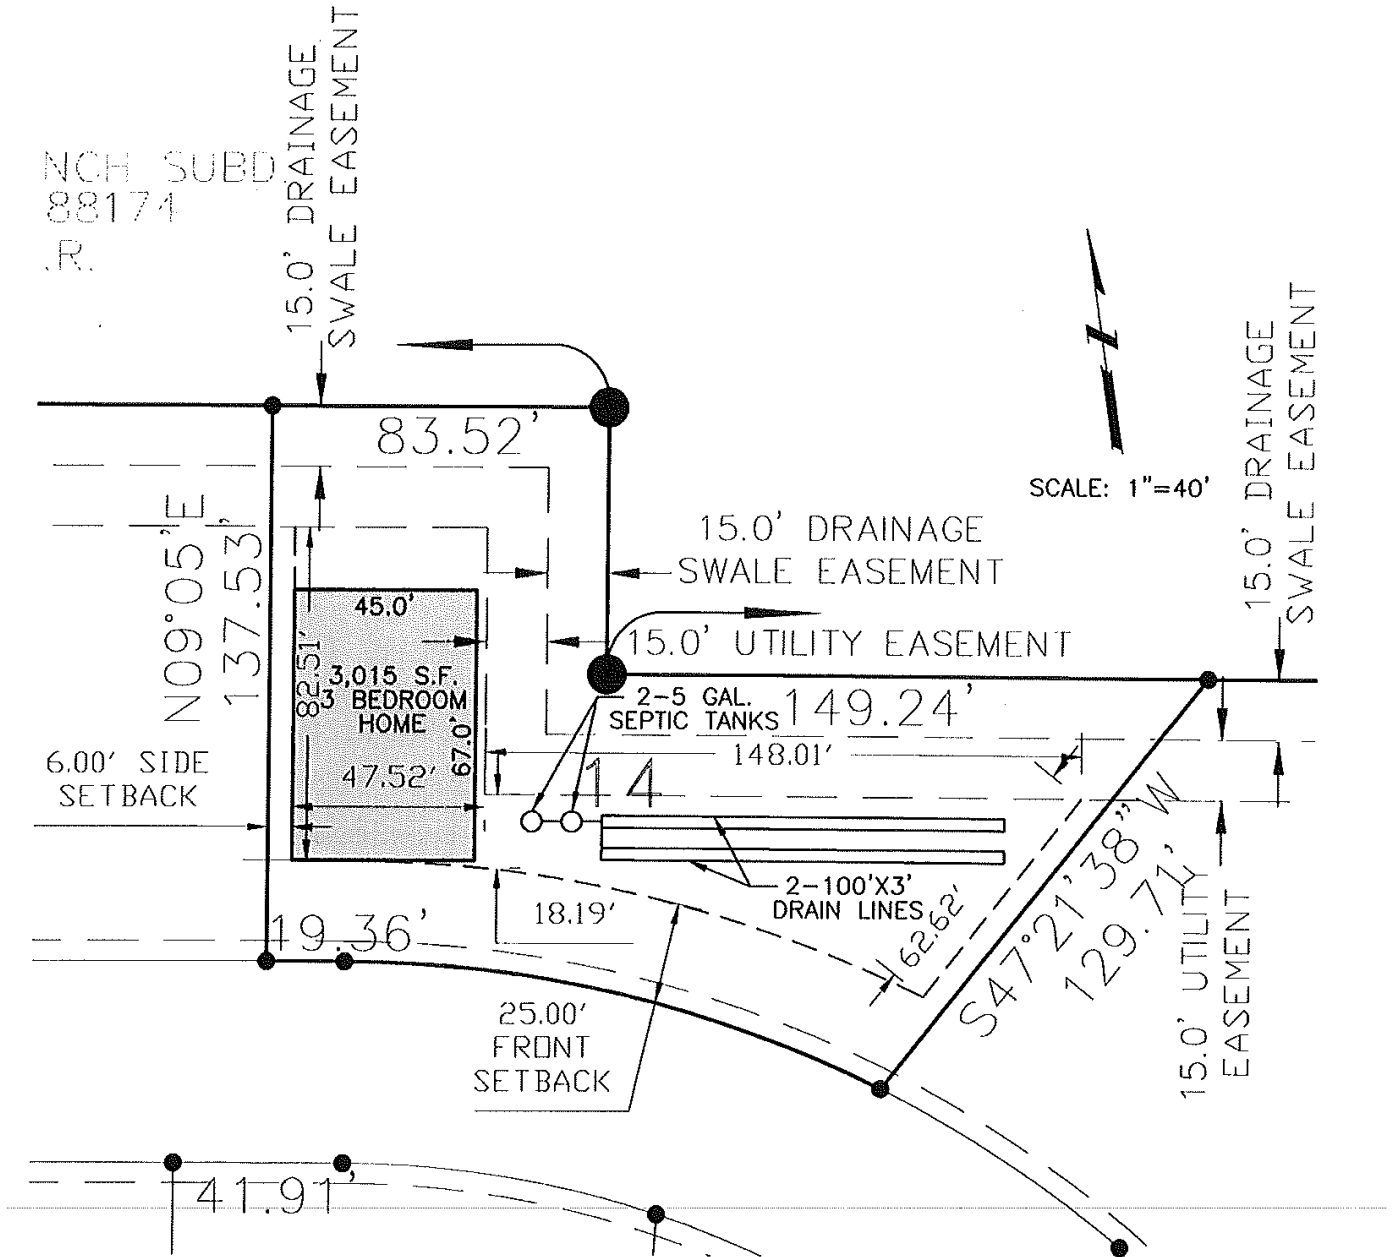 15.0' DRAINAGE
SWALE EASEMENT
NCH SUBD.
88174
.R.
83.52'
SCALE: 1"=40'
15.0' DRAINAGE
SWALE EASEMENT
N09°05'E
137.53'
15.0' DRAINAGE
SWALE EASEMENT
45.0'
15.0' UTILITY EASEMENT
82.51'
3,015 S.F.
3 BEDROOM
HOME
67.0'
47.52'
2-5 GAL.
SEPTIC TANKS
149.24'
148.01'
14
6.00' SIDE
SETBACK
2-100'X3'
DRAIN LINES
S47°21'38"W
129.71'
15.0' UTILITY
EASEMENT
18.19'
62.62'
19.36'
25.00'
FRONT
SETBACK
41.91'